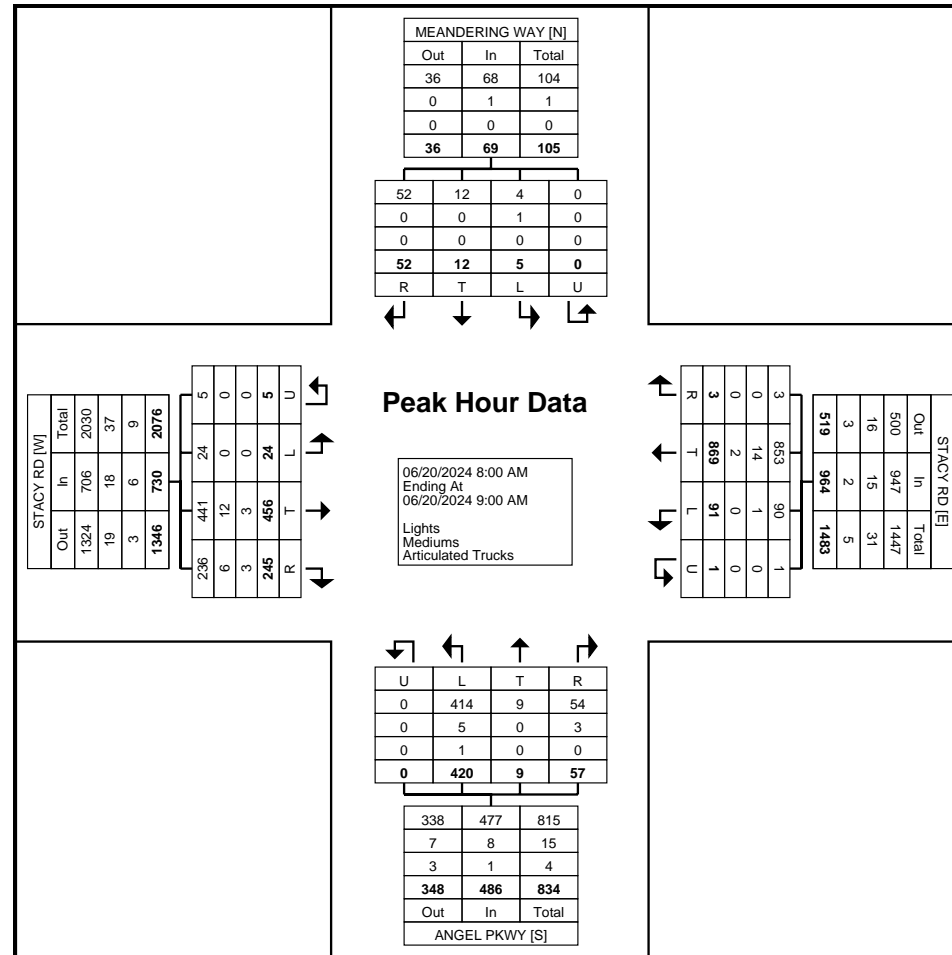 MEANDERING WAY [N]
Out In Total
36 68 104
0 1 1
0 0 0
36 69 105
52 12 4 0
0 0 1 0
0 0 0 0
52 12 5 0
R T L U
STACY RD [W]
Total 2030 37 9 2076
In 706 18 6 730
Out 1324 19 3 1346
5 0 0 5 U
24 0 0 24 L
441 12 3 456 T
236 6 3 245 R
Peak Hour Data
06/20/2024 8:00 AM
Ending At
06/20/2024 9:00 AM
Lights
Mediums
Articulated Trucks
R 3 0 0 3
T 869 2 14 853
L 91 0 1 90
U 1 0 0 1
519 3 16 500 Out
964 2 15 947 In
1483 5 31 1447 Total
STACY RD [E]
U L T R
0 414 9 54
0 5 0 3
0 1 0 0
0 420 9 57
338 477 815
7 8 15
3 1 4
348 486 834
Out In Total
ANGEL PKWY [S]